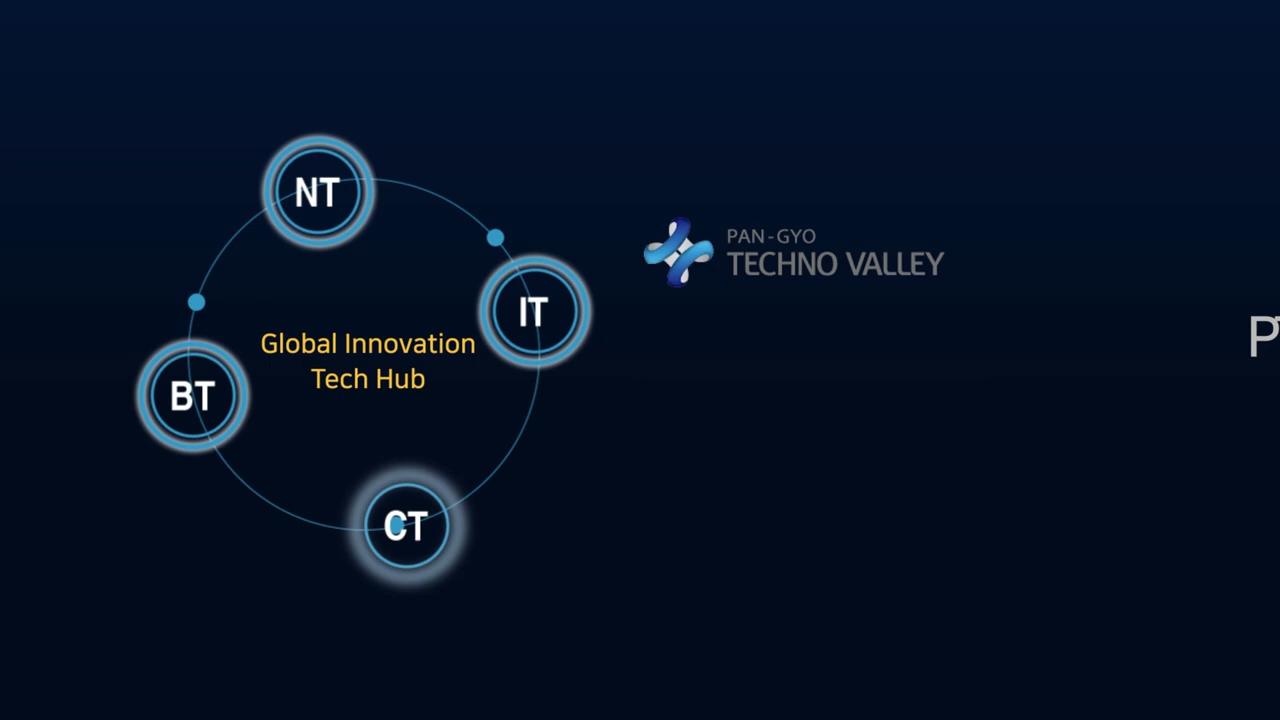 NT
IT
Global Innovation
Tech Hub
BT
CT
PAN-GYO
TECHNO VALLEY